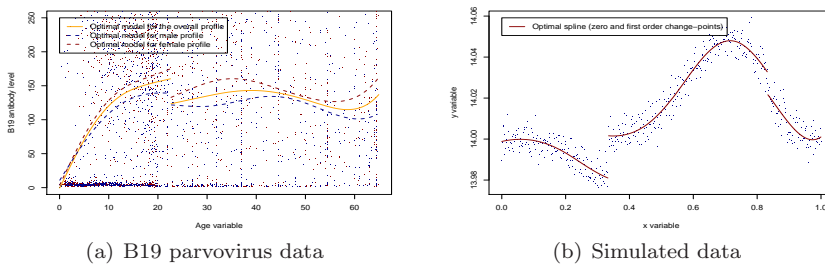 Optimal model for the overall profile
Optimal model for male profile
Optimal model for female profile
B19 antibody level
250
200
150
100
50
0
0 10 20 30 40 50 60
Age variable
(a) B19 parvovirus data
Optimal spline (zero and first order change−points)
y variable
14.06
14.04
14.02
14.00
13.98
0.0 0.2 0.4 0.6 0.8 1.0
x variable
(b) Simulated data